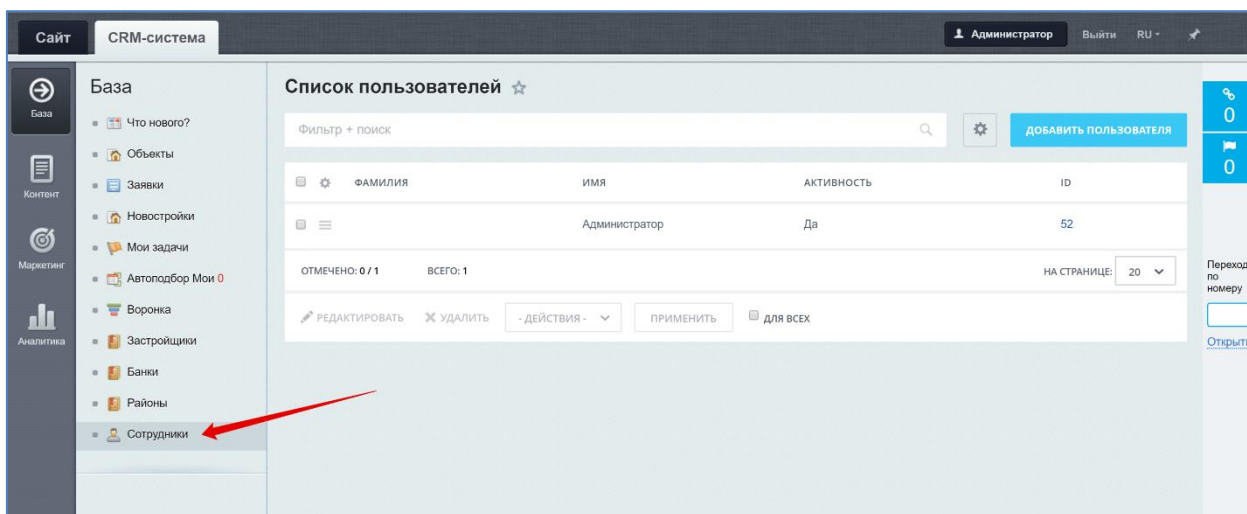 Сайт
CRM-система
Администратор
Выйти
RU
База
Контент
Маркетинг
Аналитика
База
Что нового?
Объекты
Заявки
Новостройки
Мои задачи
Автоподбор Мои 0
Воронка
Застройщики
Банки
Районы
Сотрудники
Список пользователей
Фильтр + поиск
ДОБАВИТЬ ПОЛЬЗОВАТЕЛЯ
ФАМИЛИЯ ИМЯ АКТИВНОСТЬ ID
Администратор Да 52
ОТМЕЧЕНО: 0 / 1 ВСЕГО: 1 НА СТРАНИЦЕ: 20
РЕДАКТИРОВАТЬ УДАЛИТЬ - ДЕЙСТВИЯ - ПРИМЕНИТЬ ДЛЯ ВСЕХ
0
0
Переход
по
номеру
Открыт